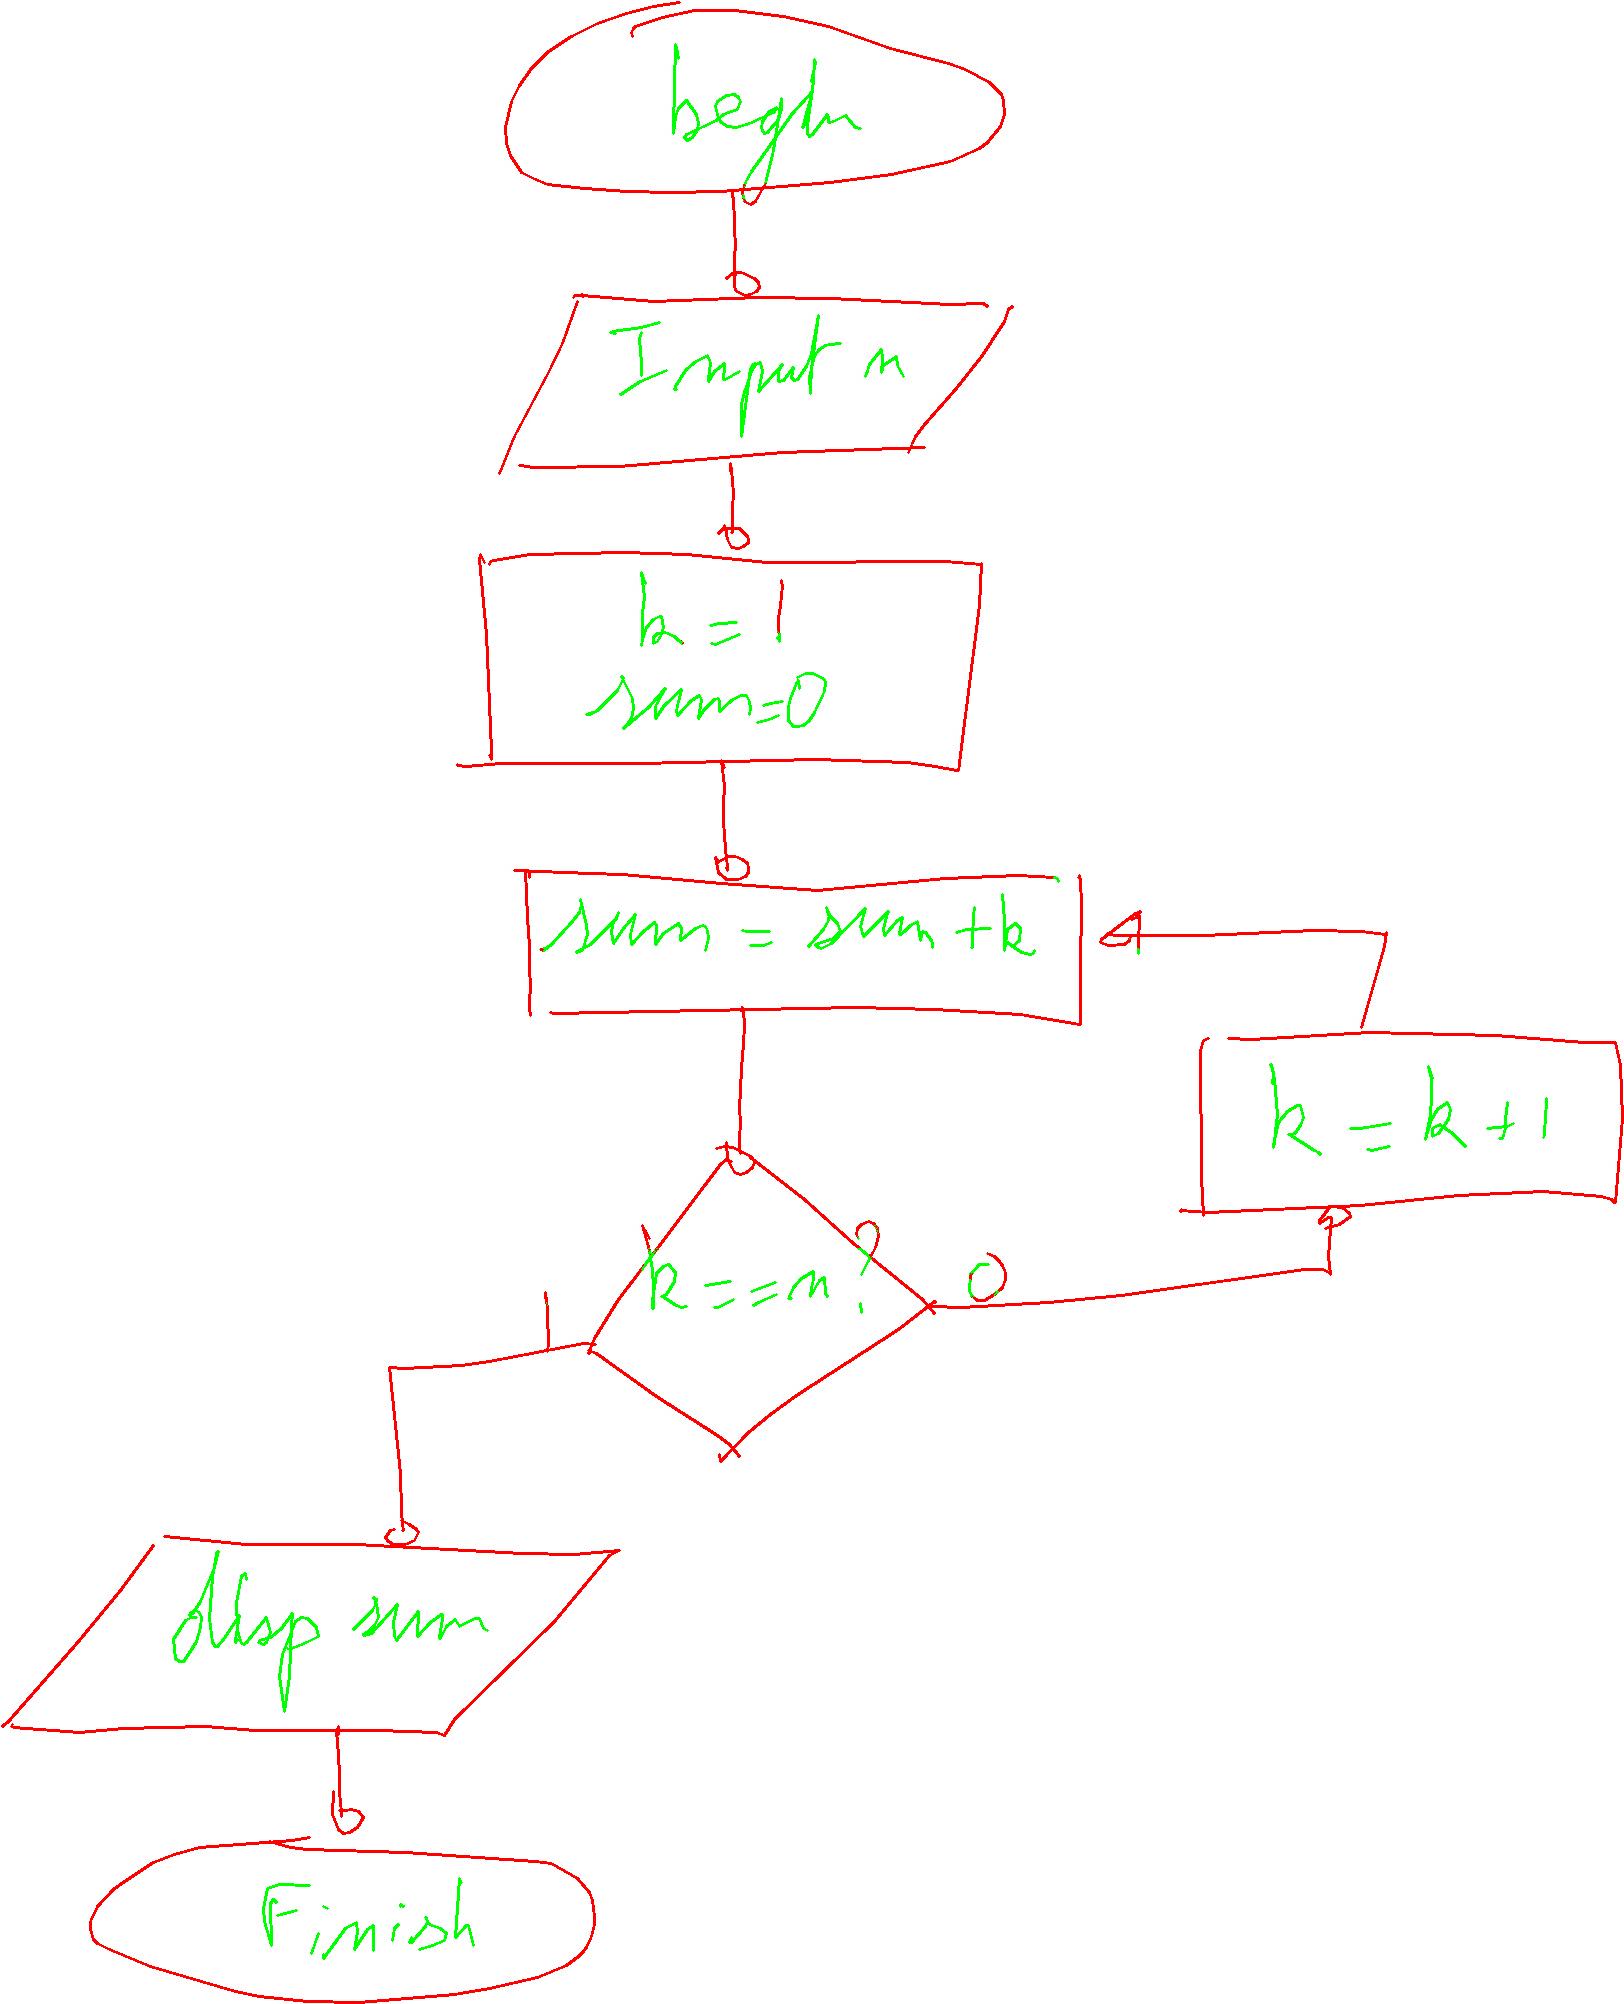 begin
Input n
k = 1
sum=0
sum = sum + k
k = k + 1
k == n ?
0
1
disp sum
Finish